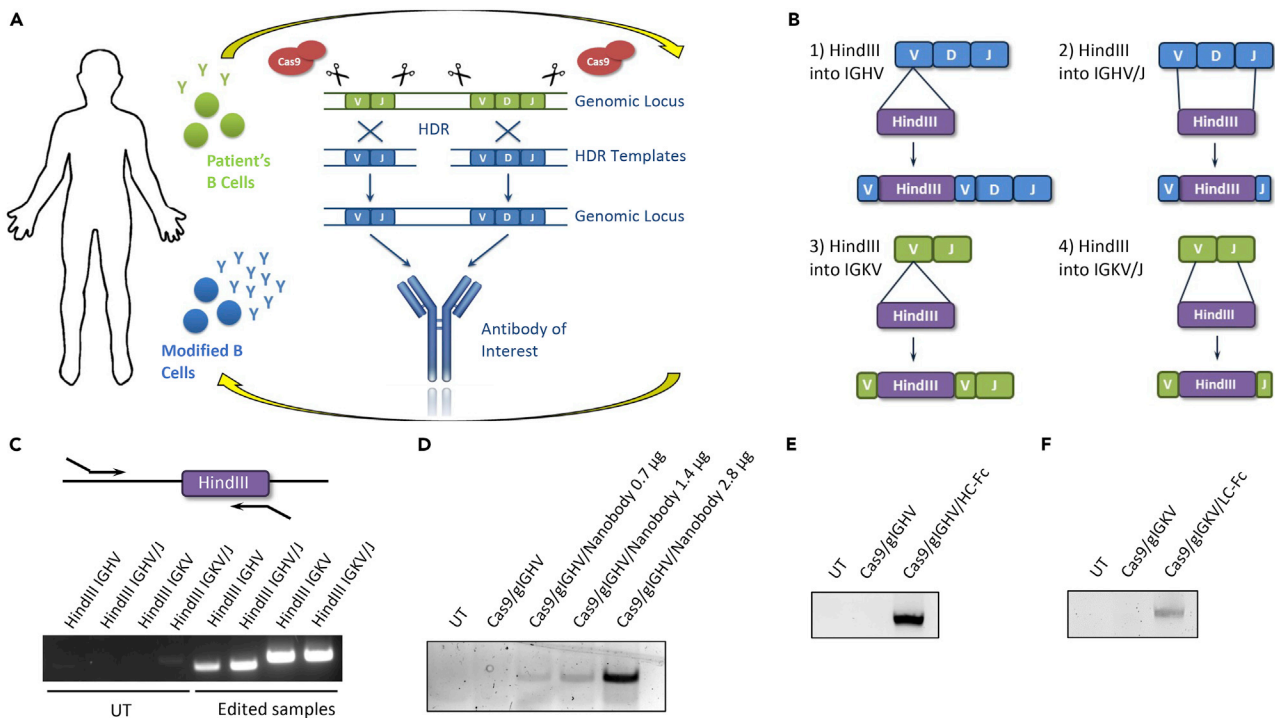 A
Cas9
Cas9
Y
Y
Y
V J
V D J
Genomic Locus
HDR
V J
V D J
HDR Templates
Patient's
B Cells
V J
V D J
Genomic Locus
Y Y Y
Y Y Y
Y Y
Y
Modified B
Cells
Antibody of
Interest
B
1) HindIII
into IGHV
V D J
HindIII
V HindIII V D J
2) HindIII
into IGHV/J
V D J
HindIII
V HindIII J
3) HindIII
into IGKV
V J
HindIII
V HindIII V J
4) HindIII
into IGKV/J
V J
HindIII
V HindIII J
C
HindIII
HindIII IGHV
HindIII IGHV/J
HindIII IGKV
HindIII IGKV/J
HindIII IGHV
HindIII IGHV/J
HindIII IGKV
HindIII IGKV/J
UT
Edited samples
D
UT
Cas9/gIGHV
Cas9/gIGHV/Nanobody 0.7 µg
Cas9/gIGHV/Nanobody 1.4 µg
Cas9/gIGHV/Nanobody 2.8 µg
E
UT
Cas9/gIGHV
Cas9/gIGHV/HC-Fc
F
UT
Cas9/gIGKV
Cas9/gIGKV/LC-Fc